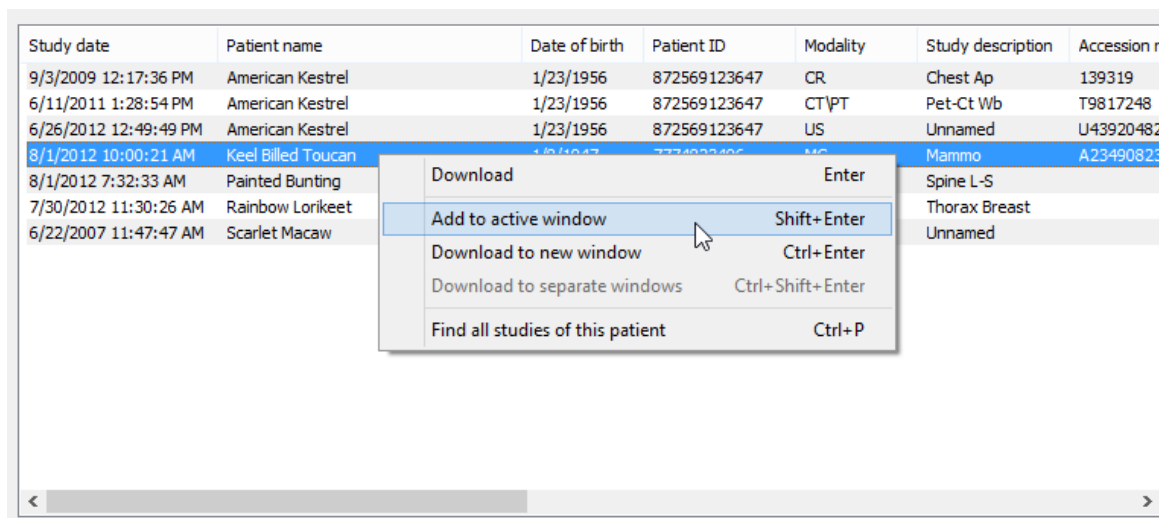 Study date Patient name Date of birth Patient ID Modality Study description Accession
9/3/2009 12:17:36 PM American Kestrel 1/23/1956 872569123647 CR Chest Ap 139319
6/11/2011 1:28:54 PM American Kestrel 1/23/1956 872569123647 CT\PT Pet-Ct Wb T9817248
6/26/2012 12:49:49 PM American Kestrel 1/23/1956 872569123647 US Unnamed U43920482
8/1/2012 10:00:21 AM Keel Billed Toucan Mammo A23490823
8/1/2012 7:32:33 AM Painted Bunting Spine L-S
7/30/2012 11:30:26 AM Rainbow Lorikeet Thorax Breast
6/22/2007 11:47:47 AM Scarlet Macaw Unnamed
Download Enter
Add to active window Shift+Enter
Download to new window Ctrl+Enter
Download to separate windows Ctrl+Shift+Enter
Find all studies of this patient Ctrl+P